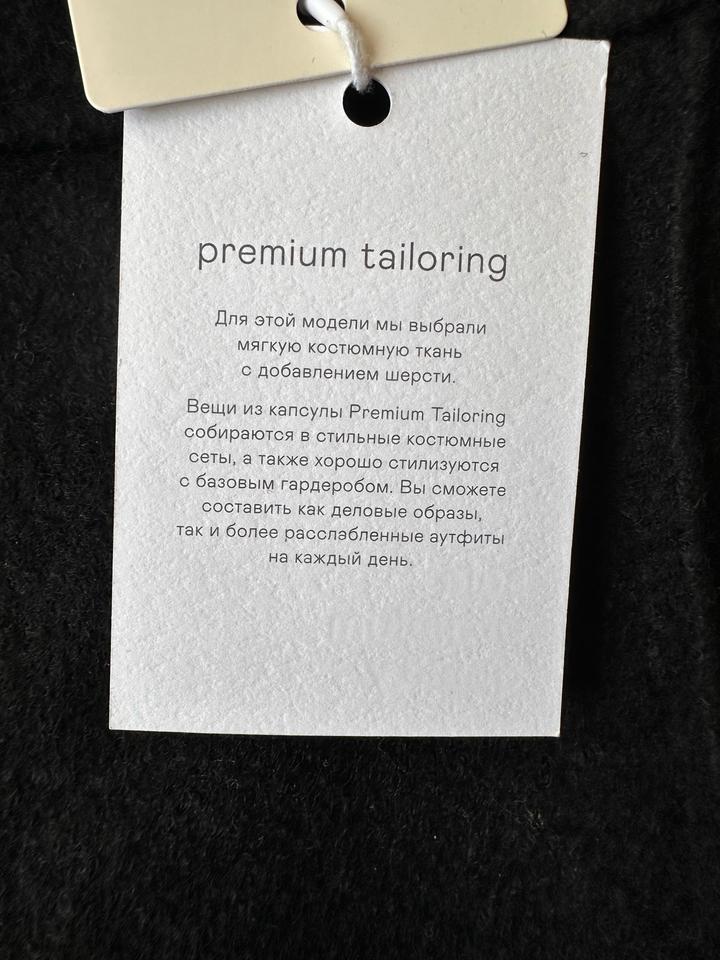 premium tailoring
Для этой модели мы выбрали
мягкую костюмную ткань
с добавлением шерсти.
Вещи из капсулы Premium Tailoring
собираются в стильные костюмные
сеты, а также хорошо стилизуются
с базовым гардеробом. Вы сможете
составить как деловые образы,
так и более расслабленные аутфиты
на каждый день.